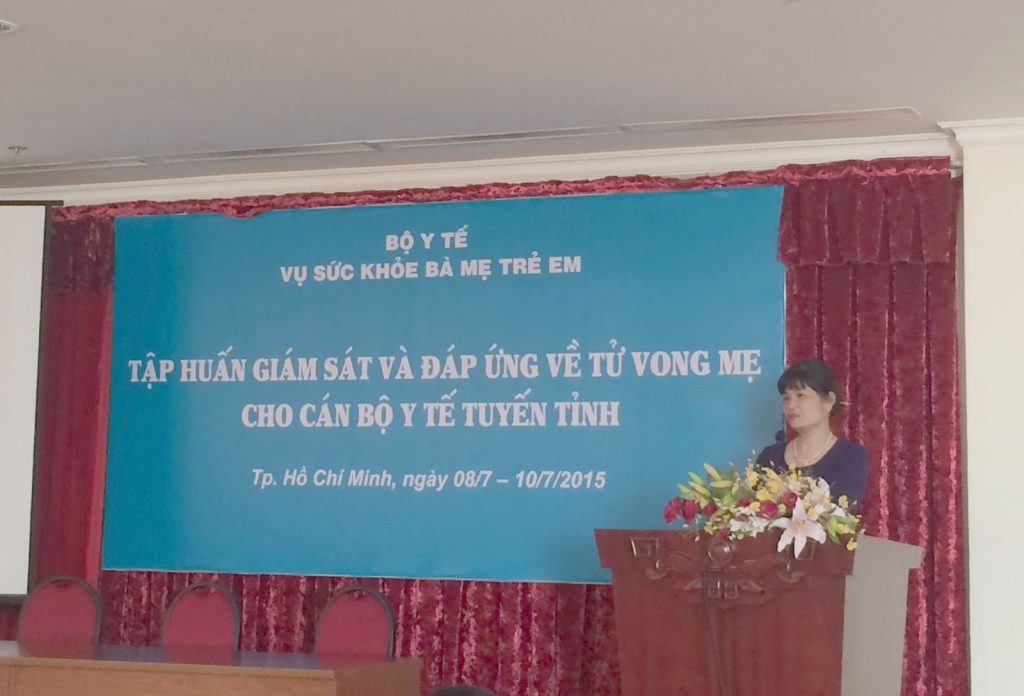 BỘ Y TẾ
VỤ SỨC KHỎE BÀ MẸ TRẺ EM
TẬP HUẤN GIÁM SÁT VÀ ĐÁP ỨNG VỀ TỬ VONG MẸ
CHO CÁN BỘ Y TẾ TUYẾN TỈNH
Tp. Hồ Chí Minh, ngày 08/7 – 10/7/2015